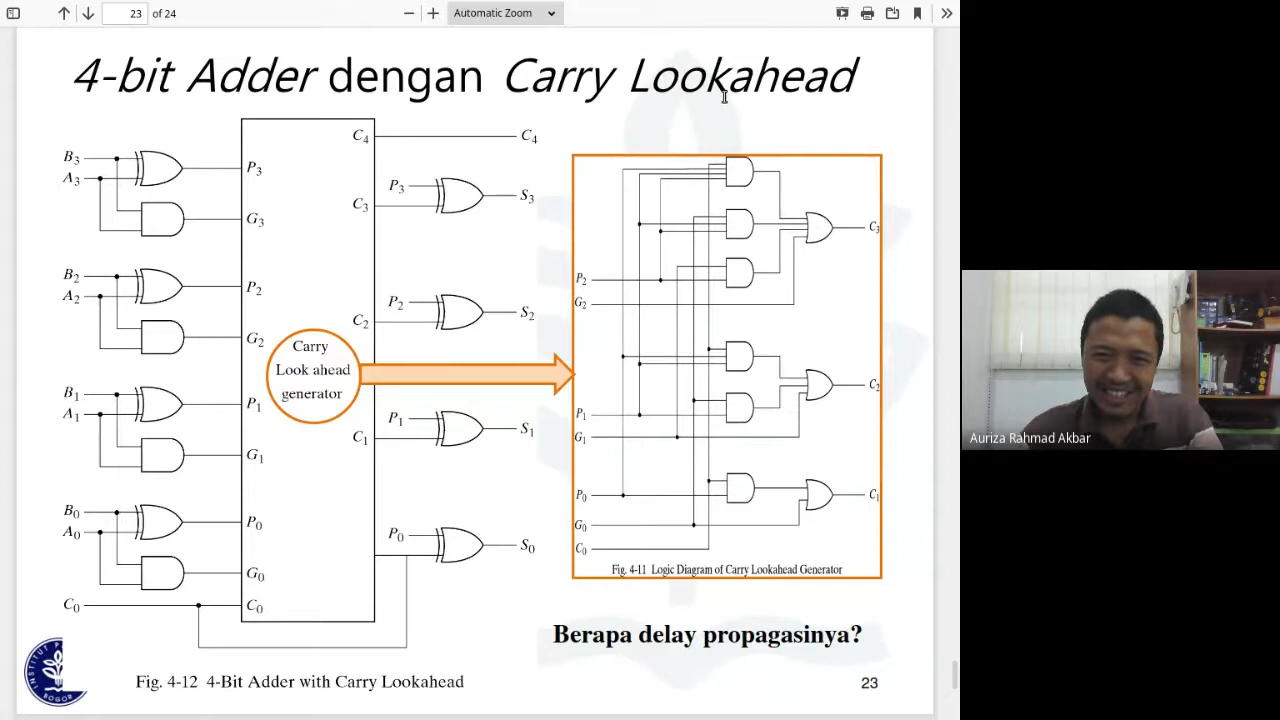 23 of 24
Automatic Zoom
4-bit Adder dengan Carry Lookahead
C4 C4
B3
A3
P3
P3
S3
C3
G3
B2
A2
P2
P2
S2
C2
G2
Carry
Look ahead
generator
B1
A1
P1
P1
S1
C1
G1
B0
A0
P0
P0
S0
G0
C0
C0
C3
P2
G2
C2
P1
G1
P0
C1
G0
C0
Fig. 4-11 Logic Diagram of Carry Lookahead Generator
Berapa delay propagasinya?
Fig. 4-12 4-Bit Adder with Carry Lookahead
23
INSTITUT P
BOGOR
Auriza Rahmad Akbar